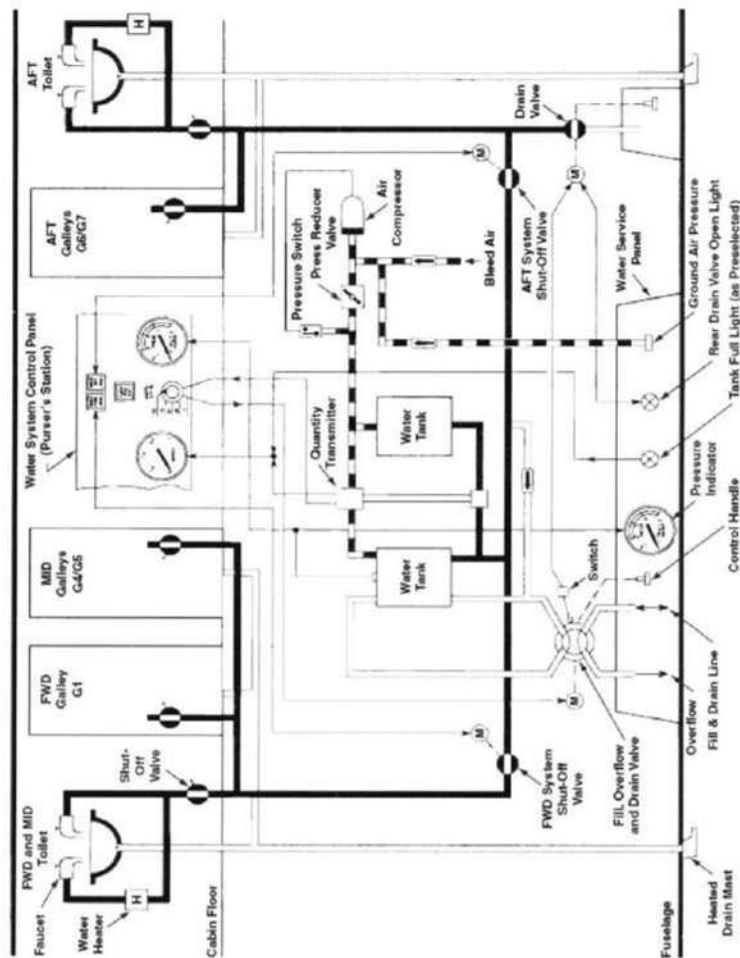 FWD and MID
Toilet
Faucet
Water
Heater
Shut-
Off
Valve
FWD
Galley
G1
MID
Galleys
G4/G5
Water System Control Panel
(Purser's Station)
AFT
Galleys
G6/G7
AFT
Toilet
H
H
Cabin Floor
Quantity
Transmitter
Pressure Switch
Press Reducer
Valve
Air
Compressor
Water
Tank
Water
Tank
Bleed Air
M
M
FWD System
Shut-Off
Valve
AFT System
Shut-Off Valve
Drain
Valve
M
M
Fill, Overflow
and Drain Valve
Switch
Water Service
Panel
Fuselage
Heated
Drain Mast
Overflow
Fill & Drain Line
Control Handle
Pressure
Indicator
Tank Full Light (as Preselected)
Rear Drain Valve Open Light
Ground Air Pressure